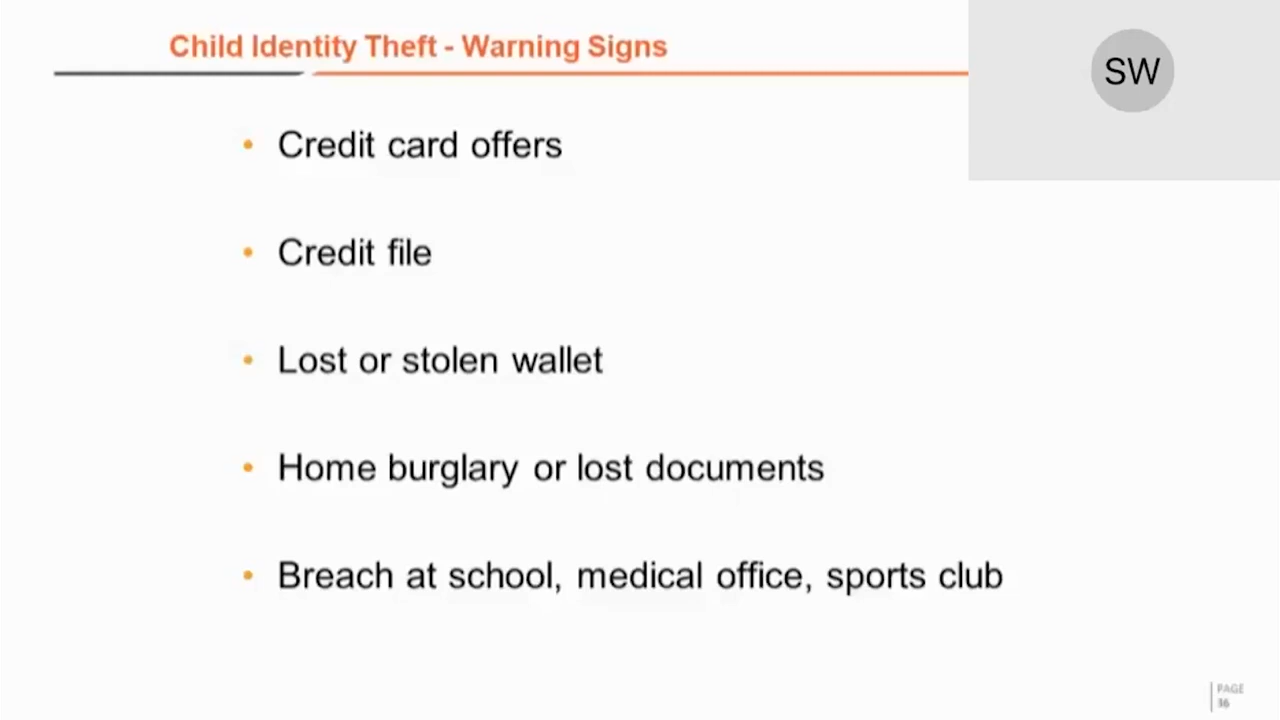 Child Identity Theft - Warning Signs
SW
• Credit card offers
• Credit file
• Lost or stolen wallet
• Home burglary or lost documents
• Breach at school, medical office, sports club
PAGE
36